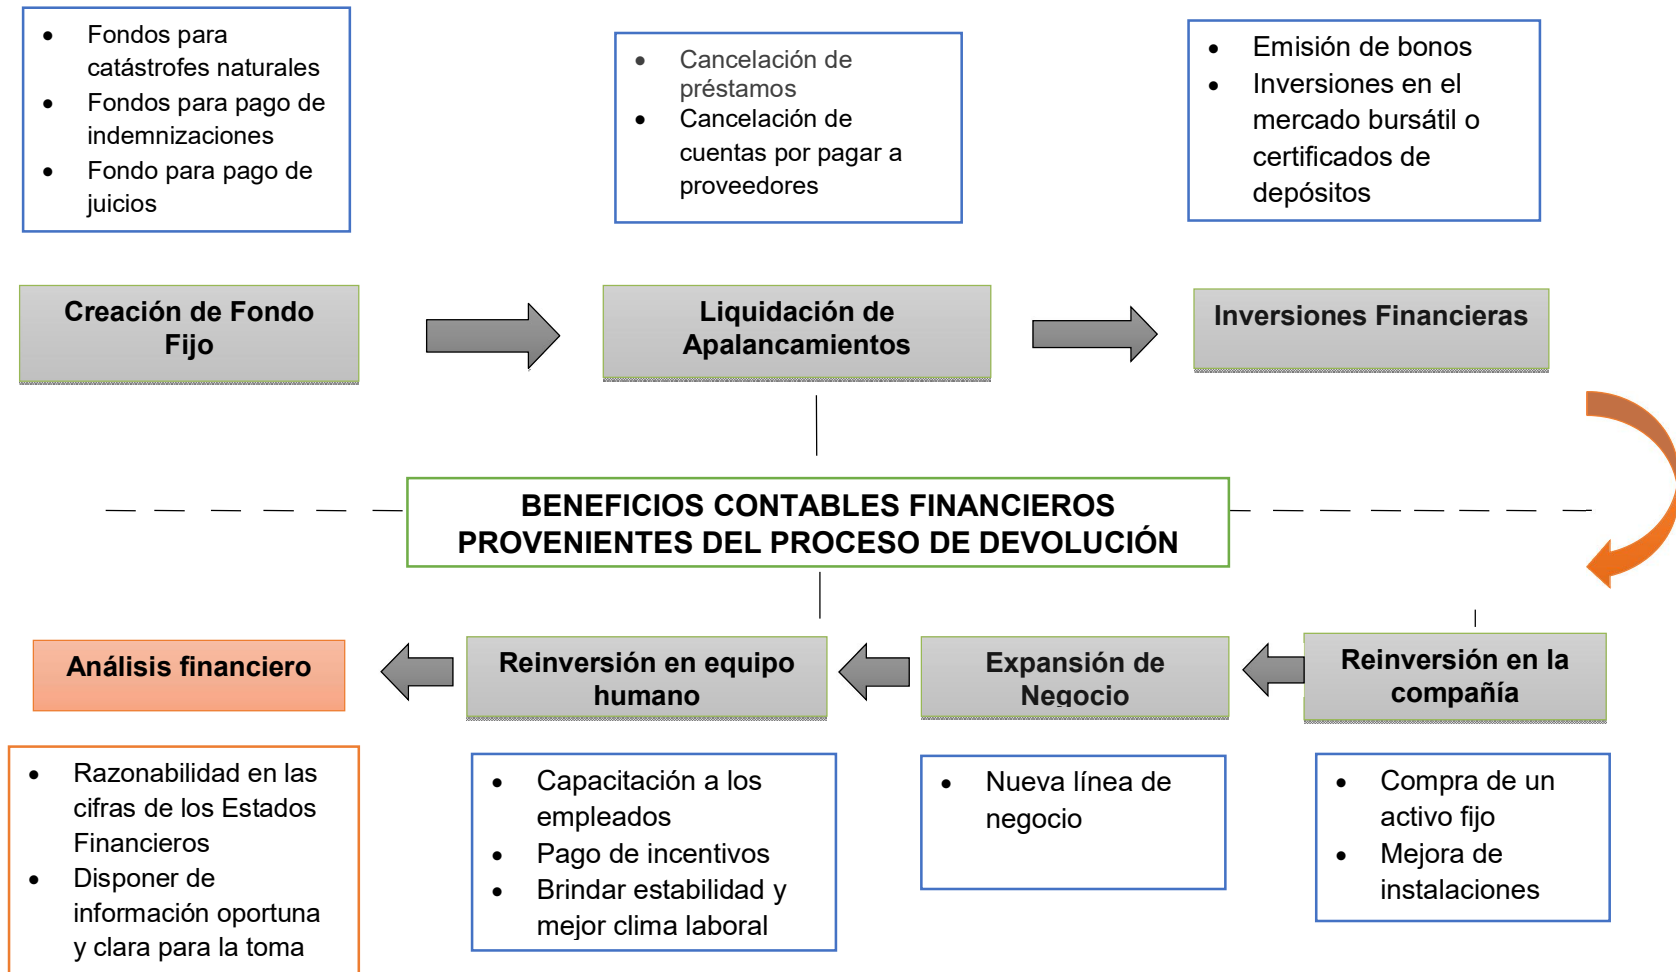 • Fondos para
catástrofes naturales
• Fondos para pago de
indemnizaciones
• Fondo para pago de
juicios
• Cancelación de
préstamos
• Cancelación de
cuentas por pagar a
proveedores
• Emisión de bonos
• Inversiones en el
mercado bursátil o
certificados de
depósitos
Creación de Fondo
Fijo
Liquidación de
Apalancamientos
Inversiones Financieras
BENEFICIOS CONTABLES FINANCIEROS
PROVENIENTES DEL PROCESO DE DEVOLUCIÓN
Análisis financiero
Reinversión en equipo
humano
Expansión de
Negocio
Reinversión en la
compañía
• Razonabilidad en las
cifras de los Estados
Financieros
• Disponer de
información oportuna
y clara para la toma
• Capacitación a los
empleados
• Pago de incentivos
• Brindar estabilidad y
mejor clima laboral
• Nueva línea de
negocio
• Compra de un
activo fijo
• Mejora de
instalaciones